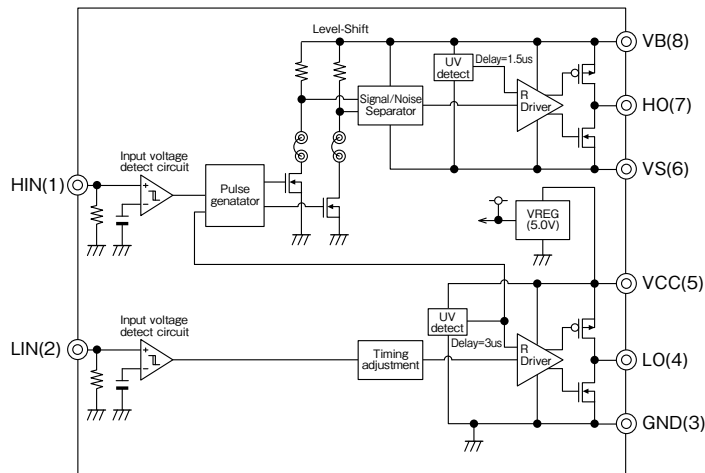 Level-Shift
VB(8)
UV
detect
Delay=1.5us
Signal/Noise
Separator
R
Driver
HO(7)
Input voltage
detect circuit
VS(6)
HIN(1)
+
−
Pulse
genatator
VREG
(5.0V)
VCC(5)
UV
detect
Input voltage
detect circuit
Delay=3us
R
Driver
LIN(2)
+
−
Timing
adjustment
LO(4)
GND(3)